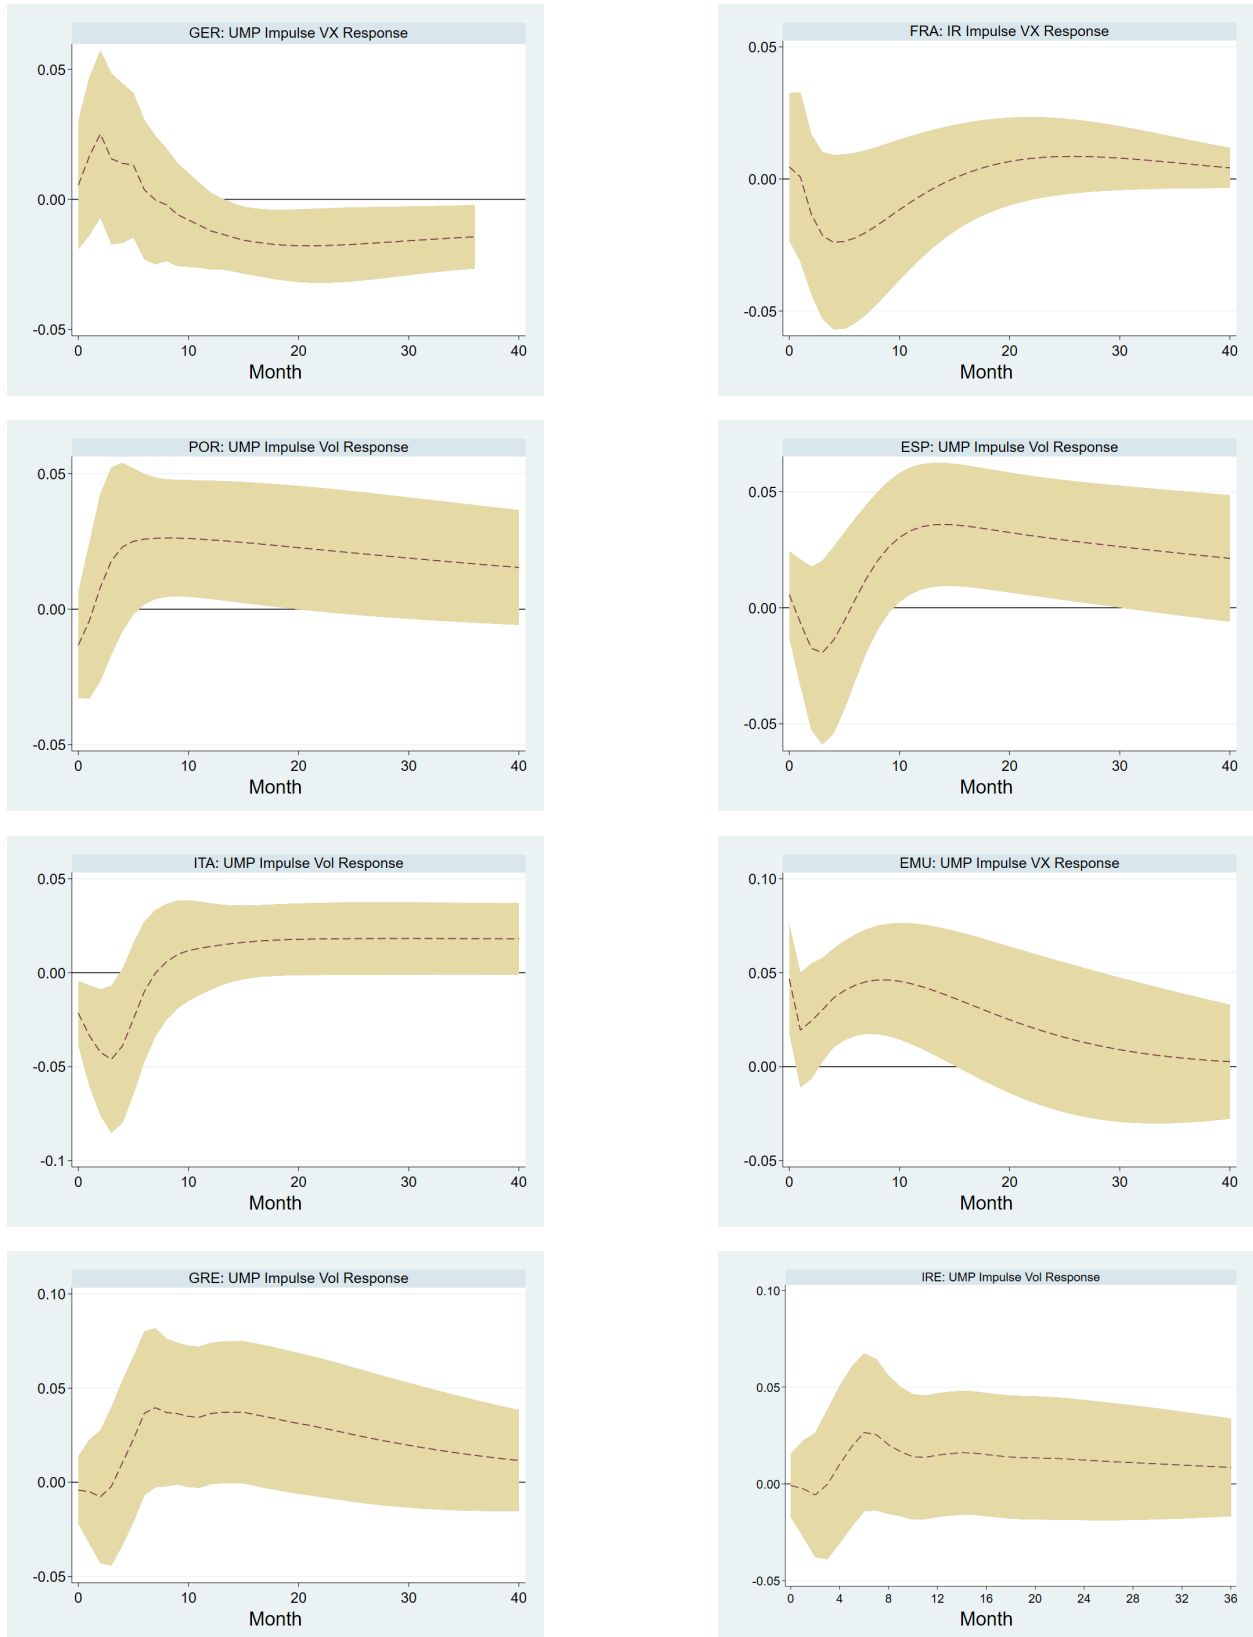 GER: UMP Impulse VX Response
0.05
0.00
-0.05
0 10 20 30 40
Month
FRA: IR Impulse VX Response
0.05
0.00
-0.05
0 10 20 30 40
Month
POR: UMP Impulse Vol Response
0.05
0.00
-0.05
0 10 20 30 40
Month
ESP: UMP Impulse Vol Response
0.05
0.00
-0.05
0 10 20 30 40
Month
ITA: UMP Impulse Vol Response
0.05
0.00
-0.05
-0.1
0 10 20 30 40
Month
EMU: UMP Impulse VX Response
0.10
0.05
0.00
-0.05
0 10 20 30 40
Month
GRE: UMP Impulse Vol Response
0.10
0.05
0.00
-0.05
0 10 20 30 40
Month
IRE: UMP Impulse Vol Response
0.10
0.05
0.00
-0.05
0 4 8 12 16 20 24 28 32 36
Month